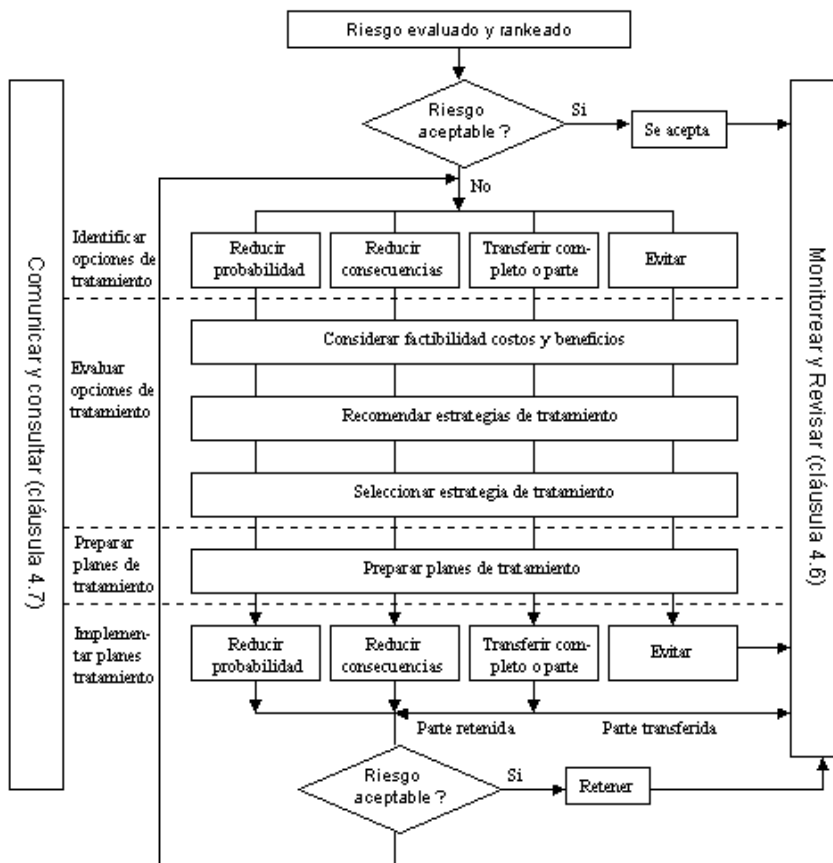 Riesgo evaluado y rankeado
Riesgo
aceptable ?
Si
Se acepta
No
Comunicar y consultar (cláusula 4.7)
Monitorear y Revisar (cláusula 4.6)
Identificar
opciones de
tratamiento
Reducir
probabilidad
Reducir
consecuencias
Transferir com-
pleto o parte
Evitar
Evaluar
opciones de
tratamiento
Considerar factibilidad costos y beneficios
Recomendar estrategias de tratamiento
Seleccionar estrategia de tratamiento
Preparar
planes de
tratamiento
Preparar planes de tratamiento
Implemen-
tar planes
tratamiento
Reducir
probabilidad
Reducir
consecuencias
Transferir com-
pleto o parte
Evitar
Parte retenida
Parte transferida
Riesgo
aceptable ?
Si
Retener